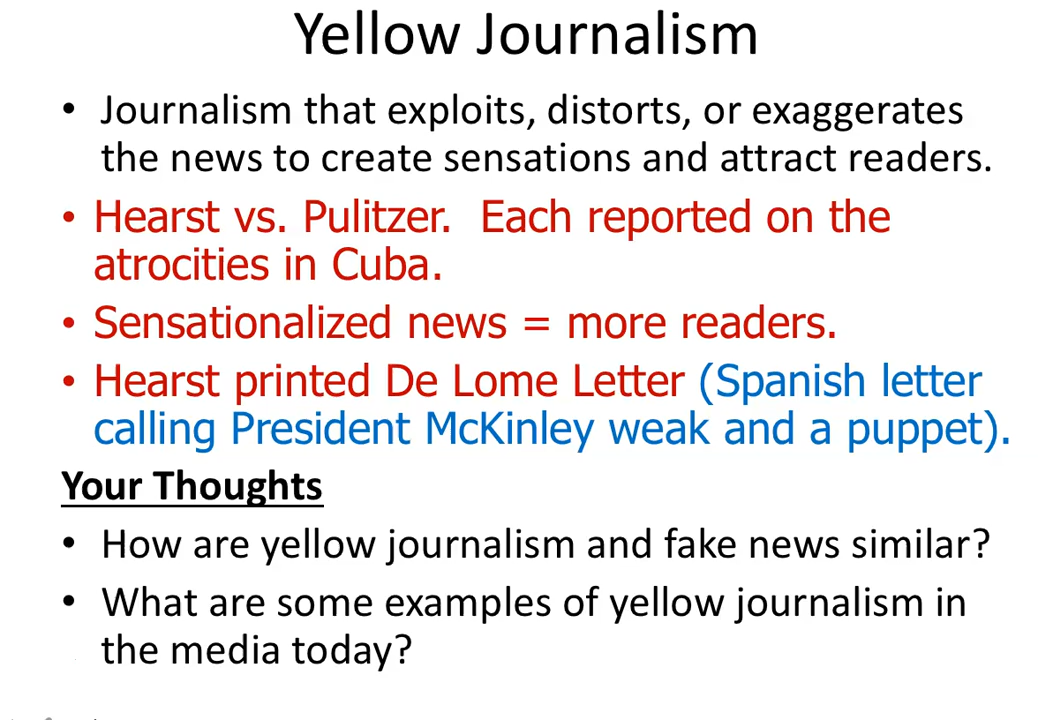 Yellow Journalism
• Journalism that exploits, distorts, or exaggerates
the news to create sensations and attract readers.
• Hearst vs. Pulitzer.  Each reported on the
atrocities in Cuba.
• Sensationalized news = more readers.
• Hearst printed De Lome Letter (Spanish letter
calling President McKinley weak and a puppet).
Your Thoughts
• How are yellow journalism and fake news similar?
• What are some examples of yellow journalism in
the media today?